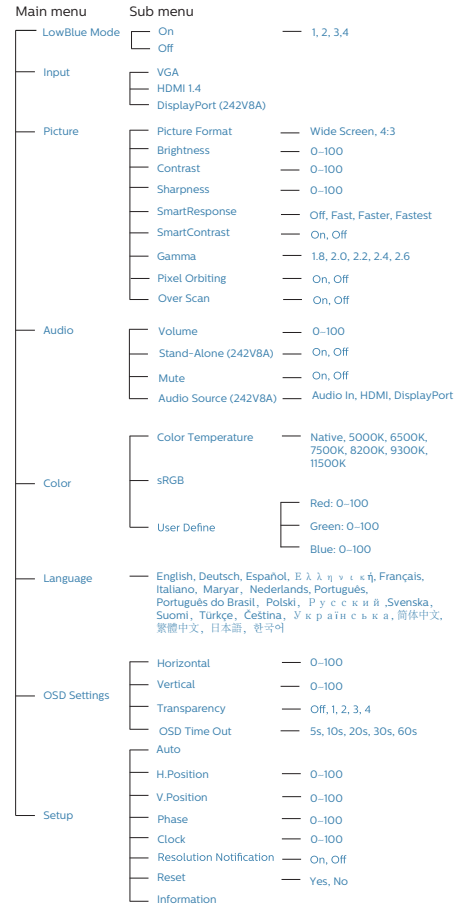 Main menu Sub menu
LowBlue Mode On 1, 2, 3,4
Off
Input VGA
HDMI 1.4
DisplayPort (242V8A)
Picture Picture Format Wide Screen, 4:3
Brightness 0–100
Contrast 0–100
Sharpness 0–100
SmartResponse Off, Fast, Faster, Fastest
SmartContrast On, Off
Gamma 1.8, 2.0, 2.2, 2.4, 2.6
Pixel Orbiting On, Off
Over Scan On, Off
Audio Volume 0–100
Stand-Alone (242V8A) On, Off
Mute On, Off
Audio Source (242V8A) Audio In, HDMI, DisplayPort
Color Temperature Native, 5000K, 6500K,
7500K, 8200K, 9300K,
11500K
Color sRGB
Red: 0–100
User Define Green: 0–100
Blue: 0–100
Language English, Deutsch, Español, Ελληνική, Français,
Italiano, Maryar, Nederlands, Português,
Português do Brasil, Polski, Русский ,Svenska,
Suomi, Türkçe, Čeština, Українська, 简体中文,
繁體中文, 日本語, 한국어
Horizontal 0–100
Vertical 0–100
OSD Settings Transparency Off, 1, 2, 3, 4
OSD Time Out 5s, 10s, 20s, 30s, 60s
Auto
H.Position 0–100
V.Position 0–100
Setup Phase 0–100
Clock 0–100
Resolution Notification On, Off
Reset Yes, No
Information